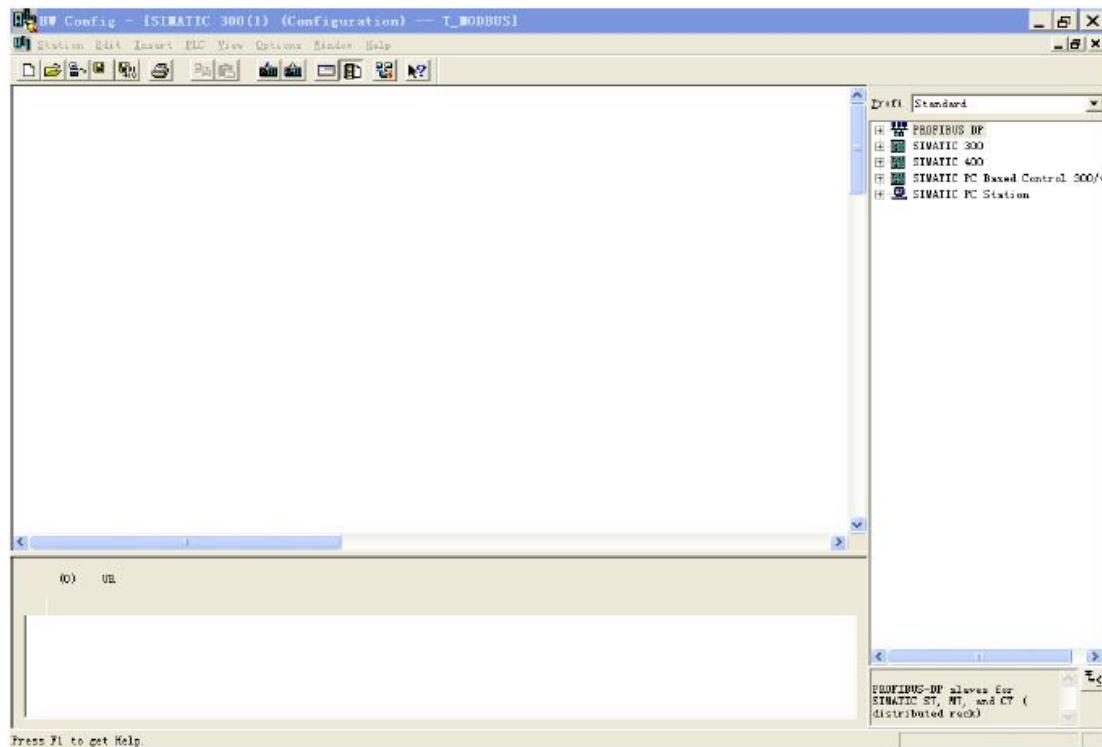 HW Config - [SIMATIC 300(1) (Configuration) -- T_MODBUS]
Station Edit Insert PLC View Options Window Help
Profi Standard
PROFIBUS DP
SIMATIC 300
SIMATIC 400
SIMATIC PC Based Control 300/
SIMATIC PC Station
(0) UR
PROFIBUS-DP slaves for
SIMATIC S7, M7, and C7 (
distributed rack)
Press F1 to get Help.